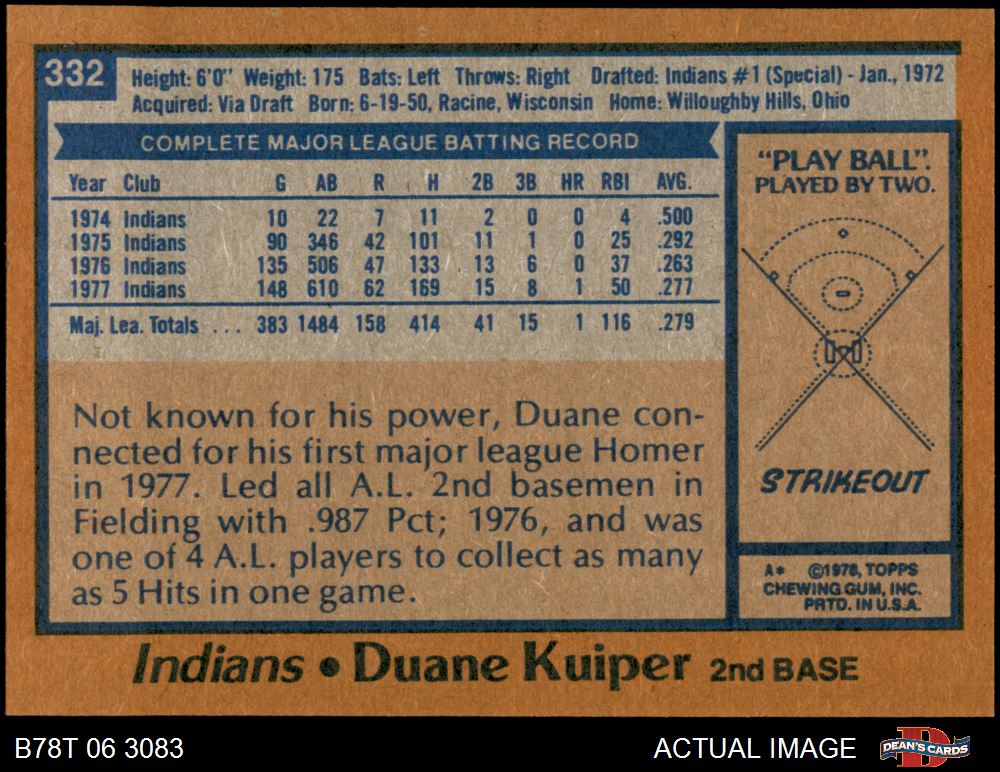 332
Height: 6'0" Weight: 175 Bats: Left Throws: Right Drafted: Indians #1 (Special) - Jan., 1972
Acquired: Via Draft Born: 6-19-50, Racine, Wisconsin Home: Willoughby Hills, Ohio
COMPLETE MAJOR LEAGUE BATTING RECORD
Year Club G AB R H 2B 3B HR RBI AVG.
1974 Indians 10 22 7 11 2 0 0 4 .500
1975 Indians 90 346 42 101 11 1 0 25 .292
1976 Indians 135 506 47 133 13 6 0 37 .263
1977 Indians 148 610 62 169 15 8 1 50 .277
Maj. Lea. Totals ... 383 1484 158 414 41 15 1 116 .279
Not known for his power, Duane con-
nected for his first major league Homer
in 1977. Led all A.L. 2nd basemen in
Fielding with .987 Pct; 1976, and was
one of 4 A.L. players to collect as many
as 5 Hits in one game.
"PLAY BALL".
PLAYED BY TWO.
STRIKEOUT
A* ©1978, TOPPS
CHEWING GUM, INC.
PRTD. IN U.S.A.
Indians • Duane Kuiper 2nd BASE
B78T 06 3083
ACTUAL IMAGE
D
DEAN'S CARDS